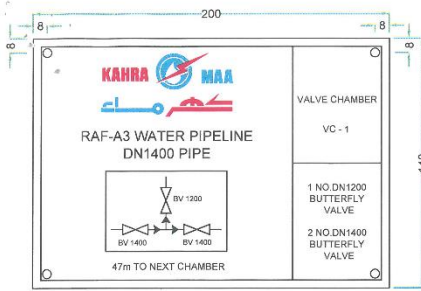 200
8
8
8
8
KAHRA MAA
RAF-A3 WATER PIPELINE
DN1400 PIPE
BV 1200
BV 1400
BV 1400
47m TO NEXT CHAMBER
VALVE CHAMBER
VC - 1
1 NO.DN1200
BUTTERFLY
VALVE
2 NO.DN1400
BUTTERFLY
VALVE